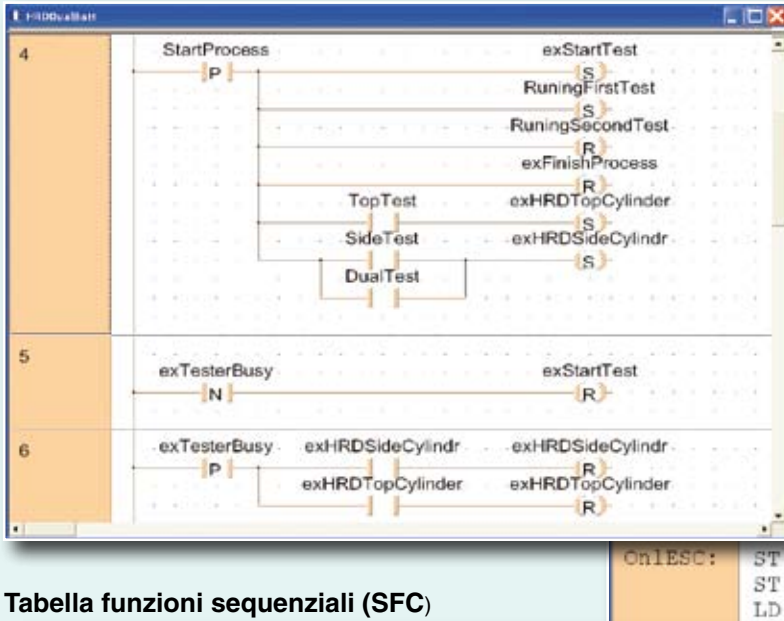 HRDDualBatt
4
StartProcess exStartTest
P S
RuningFirstTest
S
RuningSecondTest
R
exFinishProcess
R
TopTest exHRDTopCylinder
S
SideTest exHRDSideCylindr
S
DualTest
5
exTesterBusy exStartTest
N R
6
exTesterBusy exHRDSideCylindr exHRDSideCylindr
P R
exHRDTopCylinder exHRDTopCylinder
R
On1ESC: ST
ST
LD
Tabella funzioni sequenziali (SFC)